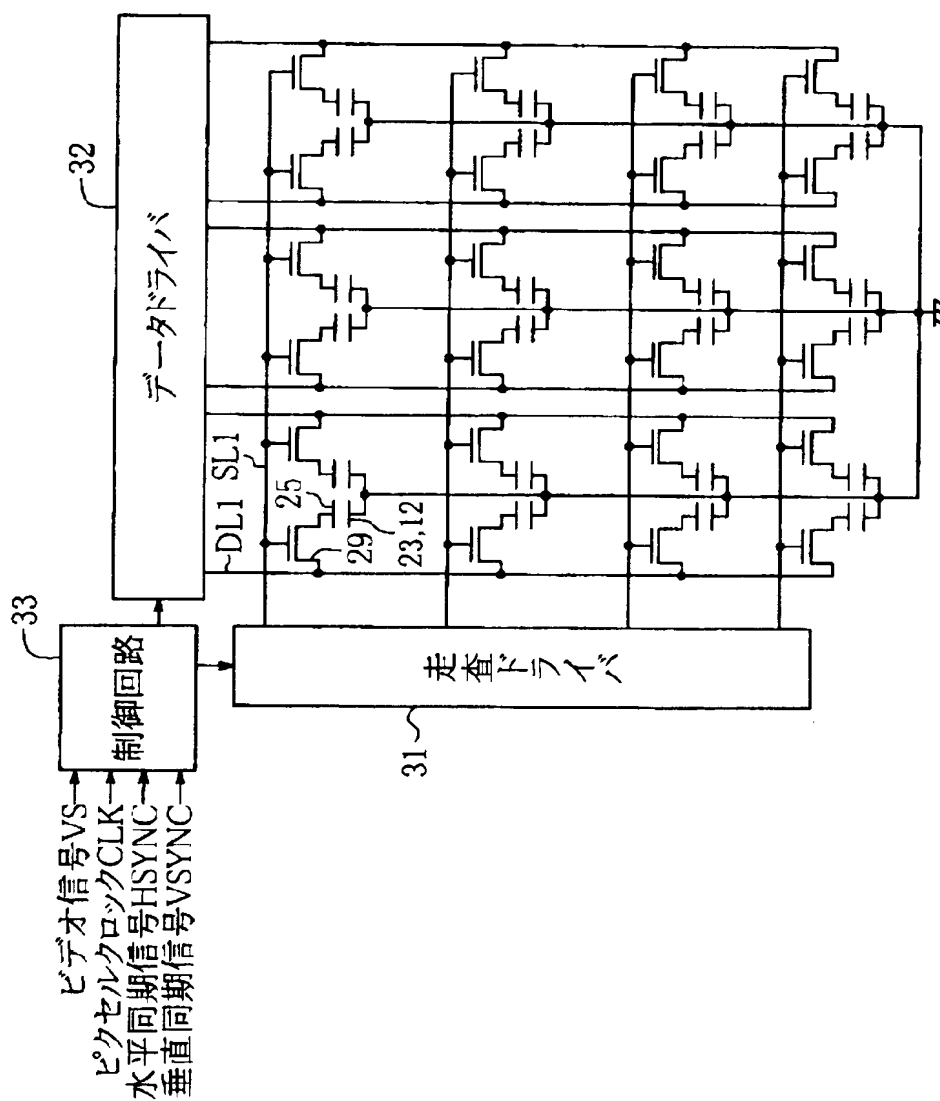 ビデオ信号VS
ピクセルクロックCLK
水平同期信号HSYNC
垂直同期信号VSYNC
制御回路
33
データドライバ
32
走査ドライバ
31
DL1
SL1
25
29
23,12